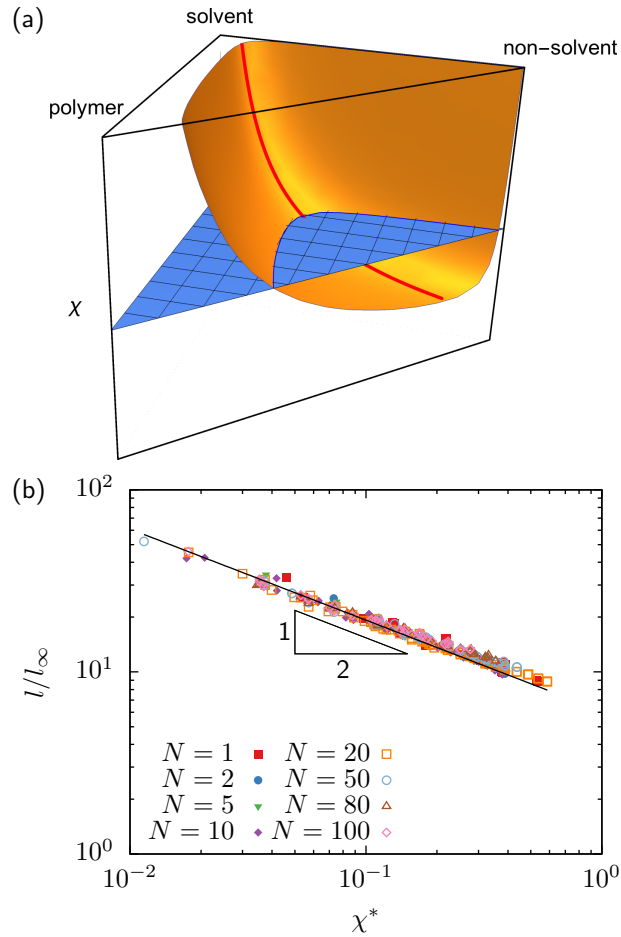 (a)
solvent
non−solvent
polymer
χ
(b)
10²
10¹
10⁰
l/l∞
1
2
N = 1
N = 2
N = 5
N = 10
N = 20
N = 50
N = 80
N = 100
10⁻² 10⁻¹ 10⁰
χ*